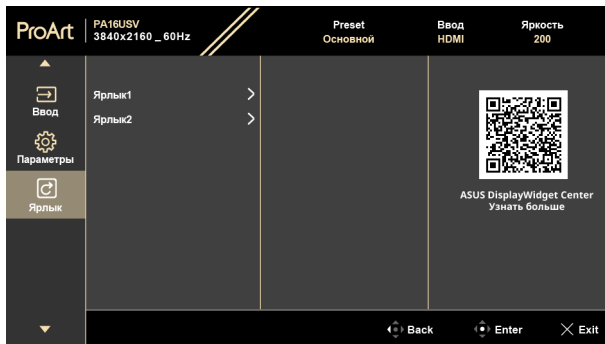 ProArt
PA16USV
3840x2160 _ 60Hz
Preset
Основной
Ввод
HDMI
Яркость
200
Ввод
Параметры
Ярлык
Ярлык1
Ярлык2
ASUS DisplayWidget Center
Узнать больше
Back
Enter
Exit